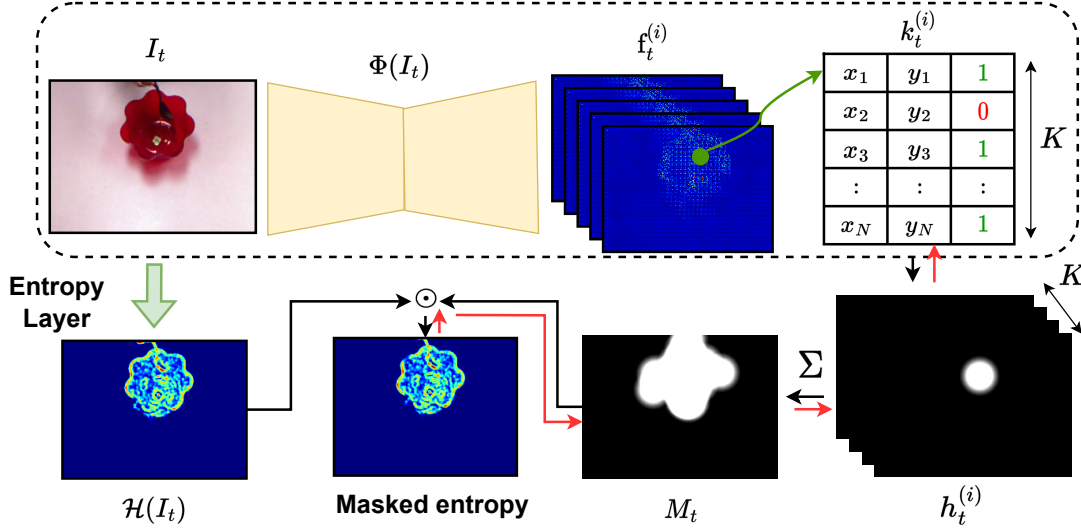 I_t
Φ(I_t)
f_t^{(i)}
k_t^{(i)}
x_1 y_1 1
x_2 y_2 0
x_3 y_3 1
: : :
x_N y_N 1
K
Entropy
Layer
⊙
Σ
K
H(I_t)
Masked entropy
M_t
h_t^{(i)}